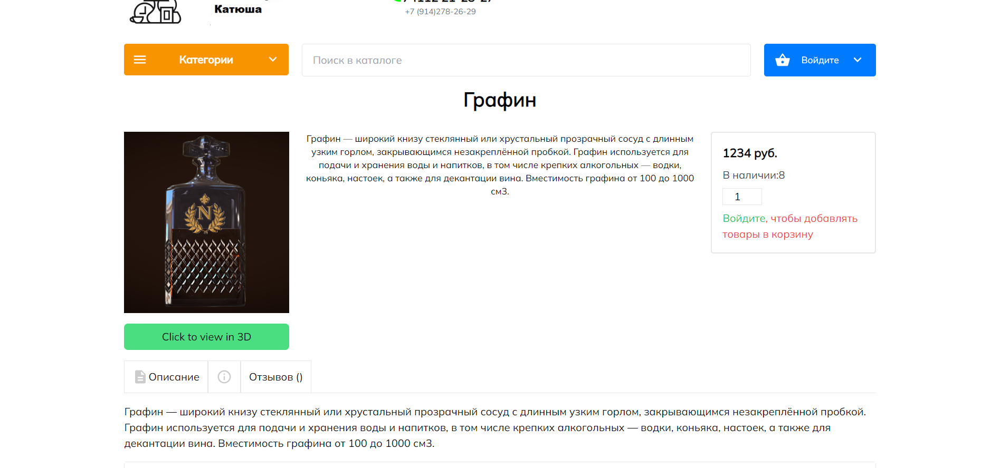 Катюша
+7 (914)278-26-29
Категории
Поиск в каталоге
Войдите
Графин
Графин — широкий книзу стеклянный или хрустальный прозрачный сосуд с длинным
узким горлом, закрывающимся незакреплённой пробкой. Графин используется для
подачи и хранения воды и напитков, в том числе крепких алкогольных — водки,
коньяка, настоек, а также для декантации вина. Вместимость графина от 100 до 1000
см3.
N
1234 руб.
В наличии:8
1
Войдите, чтобы добавлять
товары в корзину
Click to view in 3D
Описание
Отзывов ()
Графин — широкий книзу стеклянный или хрустальный прозрачный сосуд с длинным узким горлом, закрывающимся незакреплённой пробкой.
Графин используется для подачи и хранения воды и напитков, в том числе крепких алкогольных — водки, коньяка, настоек, а также для
декантации вина. Вместимость графина от 100 до 1000 см3.